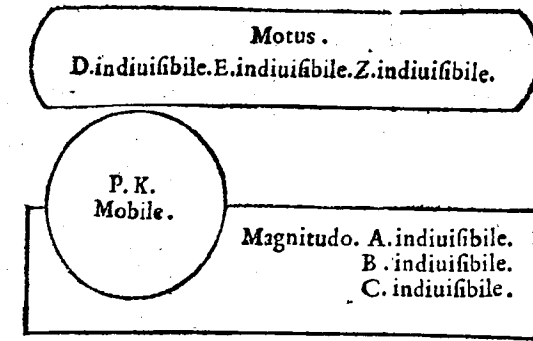 Motus.
D.indiuisibile.E.indiuisibile.Z.indiuisibile.
P. K.
Mobile.
Magnitudo. A.indiuisibile.
B.indiuisibile.
C.indiuisibile.